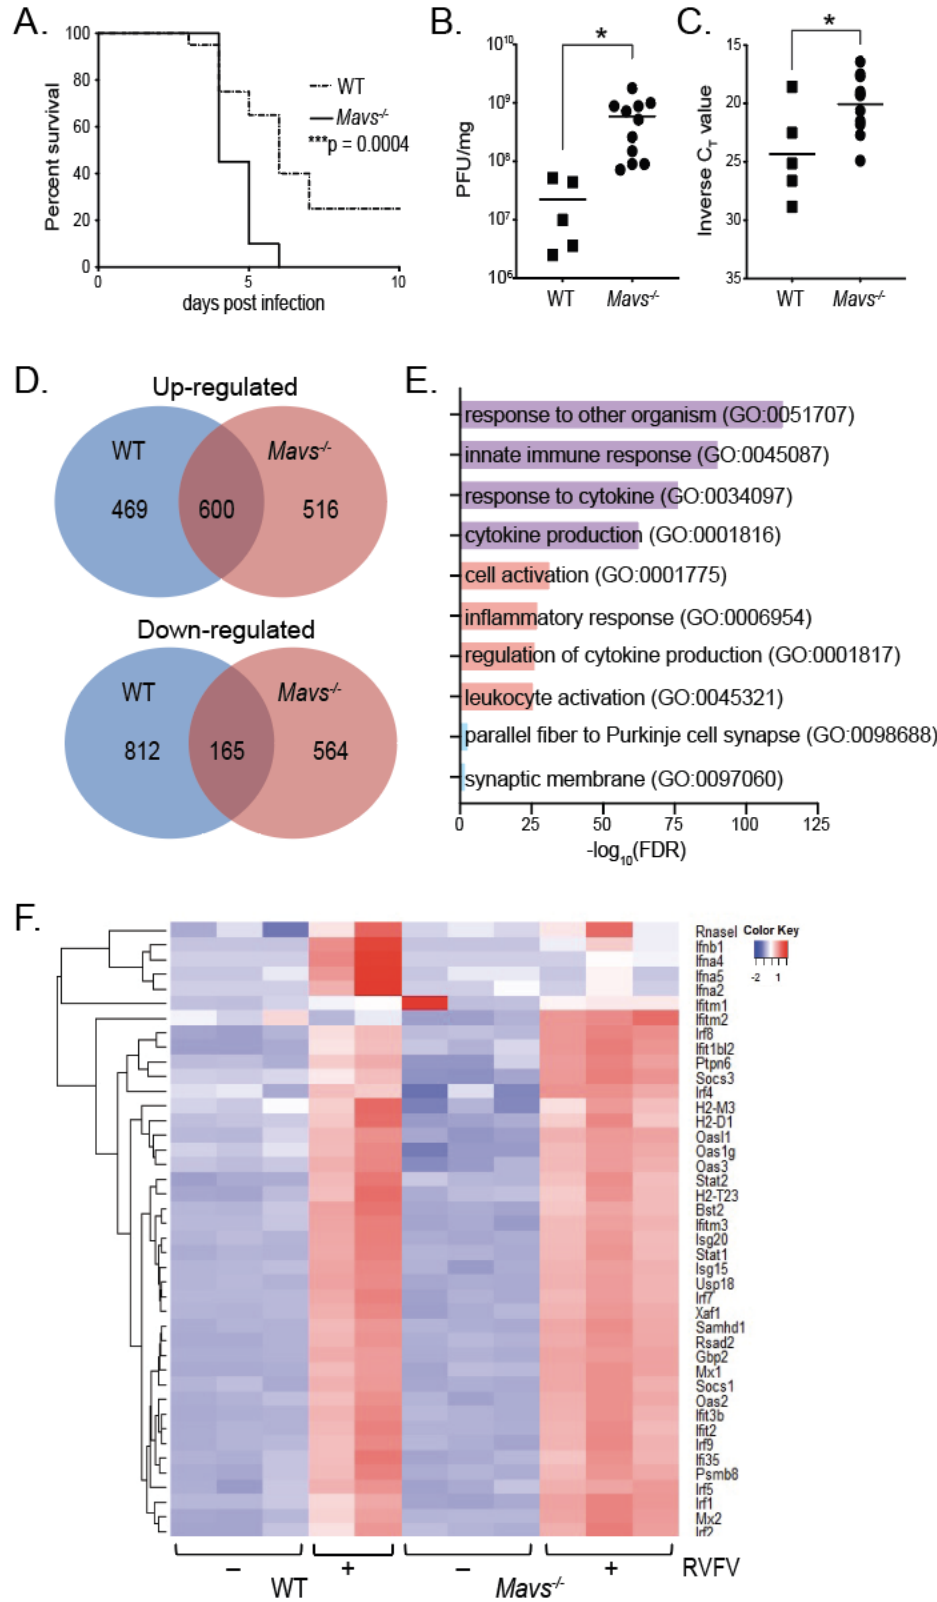 A.
100
80
60
40
20
0
Percent survival
WT
Mavs-/-
***p = 0.0004
0
5
10
days post infection
B.
*
10^10
10^9
10^8
10^7
10^6
PFU/mg
WT
Mavs-/-
C.
*
15
20
25
30
35
Inverse C_T value
WT
Mavs-/-
D.
Up-regulated
WT
Mavs-/-
469
600
516
Down-regulated
WT
Mavs-/-
812
165
564
E.
response to other organism (GO:0051707)
innate immune response (GO:0045087)
response to cytokine (GO:0034097)
cytokine production (GO:0001816)
cell activation (GO:0001775)
inflammatory response (GO:0006954)
regulation of cytokine production (GO:0001817)
leukocyte activation (GO:0045321)
parallel fiber to Purkinje cell synapse (GO:0098688)
synaptic membrane (GO:0097060)
0 25 50 75 100 125
-log10(FDR)
F.
Color Key
-2 1
Rnasel
Ifnb1
Ifna4
Ifna5
Ifna2
Ifitm1
Ifitm2
Irf8
Ifit1bl2
Ptpn6
Socs3
Irf4
H2-M3
H2-D1
Oasl1
Oas1g
Oas3
Stat2
H2-T23
Bst2
Ifitm3
Isg20
Stat1
Isg15
Usp18
Irf7
Xaf1
Samhd1
Rsad2
Gbp2
Mx1
Socs1
Oas2
Ifit3b
Ifit2
Irf9
Ifi35
Psmb8
Irf5
Irf1
Mx2
Irf2
− + − + RVFV
WT Mavs-/-